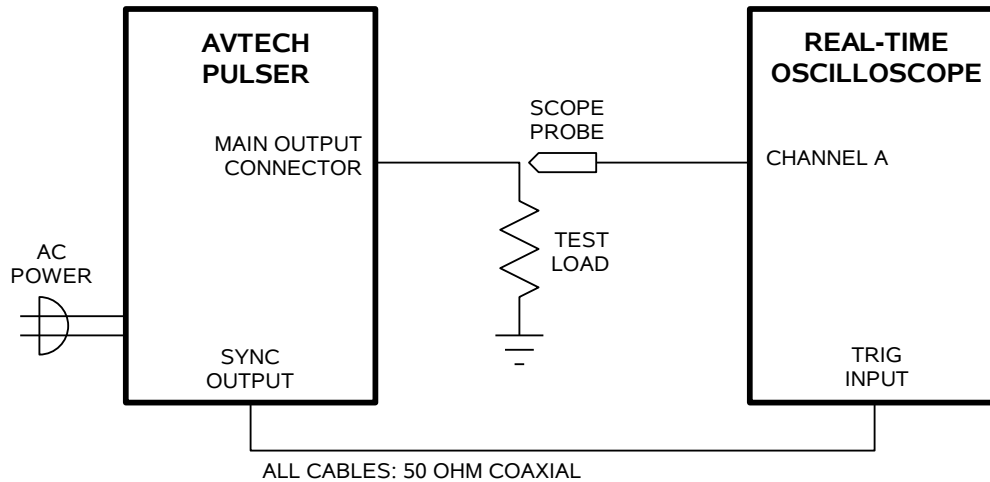 AVTECH
PULSER
REAL-TIME
OSCILLOSCOPE
SCOPE
PROBE
MAIN OUTPUT
CONNECTOR
CHANNEL A
TEST
LOAD
AC
POWER
SYNC
OUTPUT
TRIG
INPUT
ALL CABLES: 50 OHM COAXIAL